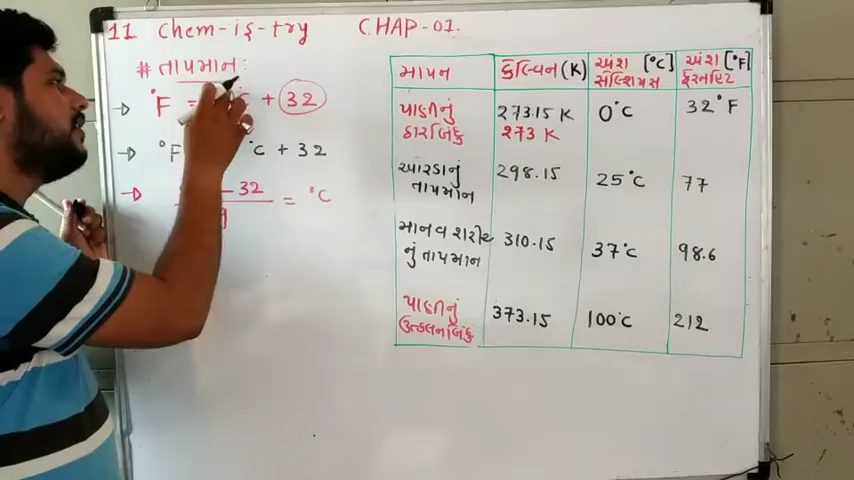 11 Chem-is-try CHAP-01.
# તાપમાન:
→ °F = °C + 32
→ °F °C + 32
→ - 32 = °C
9
માપન કેલ્વિન (K) અંશ [°C] સેલ્શિયસ અંશ [°F] ફેરનહિટ
પાણીનું ઠારબિંદુ 273.15 K 273 K 0°C 32°F
ઓરડાનું તાપમાન 298.15 25°C 77
માનવ શરીરનું તાપમાન 310.15 37°C 98.6
પાણીનું ઉત્કલનબિંદુ 373.15 100°C 212